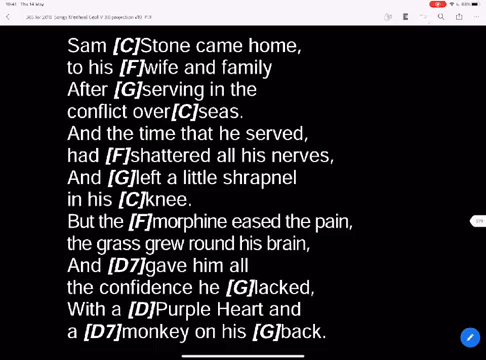 Sam [C]Stone came home,
to his [F]wife and family
After [G]serving in the
conflict over[C]seas.
And the time that he served,
had [F]shattered all his nerves,
And [G]left a little shrapnel
in his [C]knee.
But the [F]morphine eased the pain,
the grass grew round his brain,
And [D7]gave him all
the confidence he [G]lacked,
With a [D]Purple Heart and
a [D7]monkey on his [G]back.